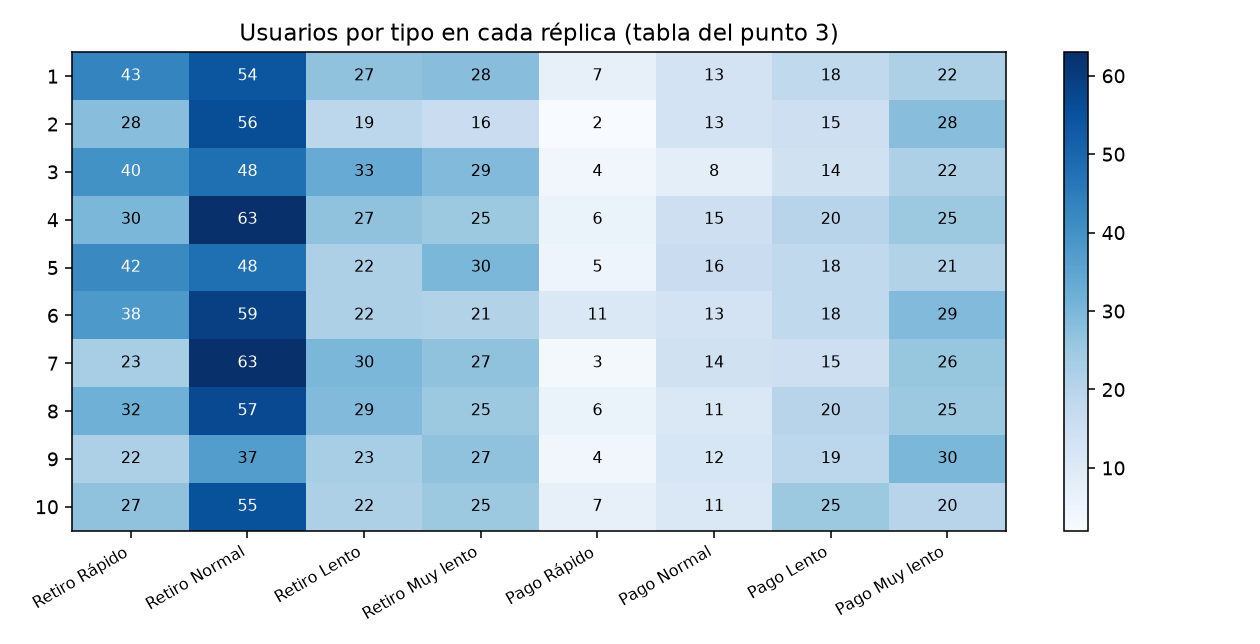 Usuarios por tipo en cada réplica (tabla del punto 3)
1 43 54 27 28 7 13 18 22
2 28 56 19 16 2 13 15 28
3 40 48 33 29 4 8 14 22
4 30 63 27 25 6 15 20 25
5 42 48 22 30 5 16 18 21
6 38 59 22 21 11 13 18 29
7 23 63 30 27 3 14 15 26
8 32 57 29 25 6 11 20 25
9 22 37 23 27 4 12 19 30
10 27 55 22 25 7 11 25 20
Retiro Rápido
Retiro Normal
Retiro Lento
Retiro Muy lento
Pago Rápido
Pago Normal
Pago Lento
Pago Muy lento
60
50
40
30
20
10